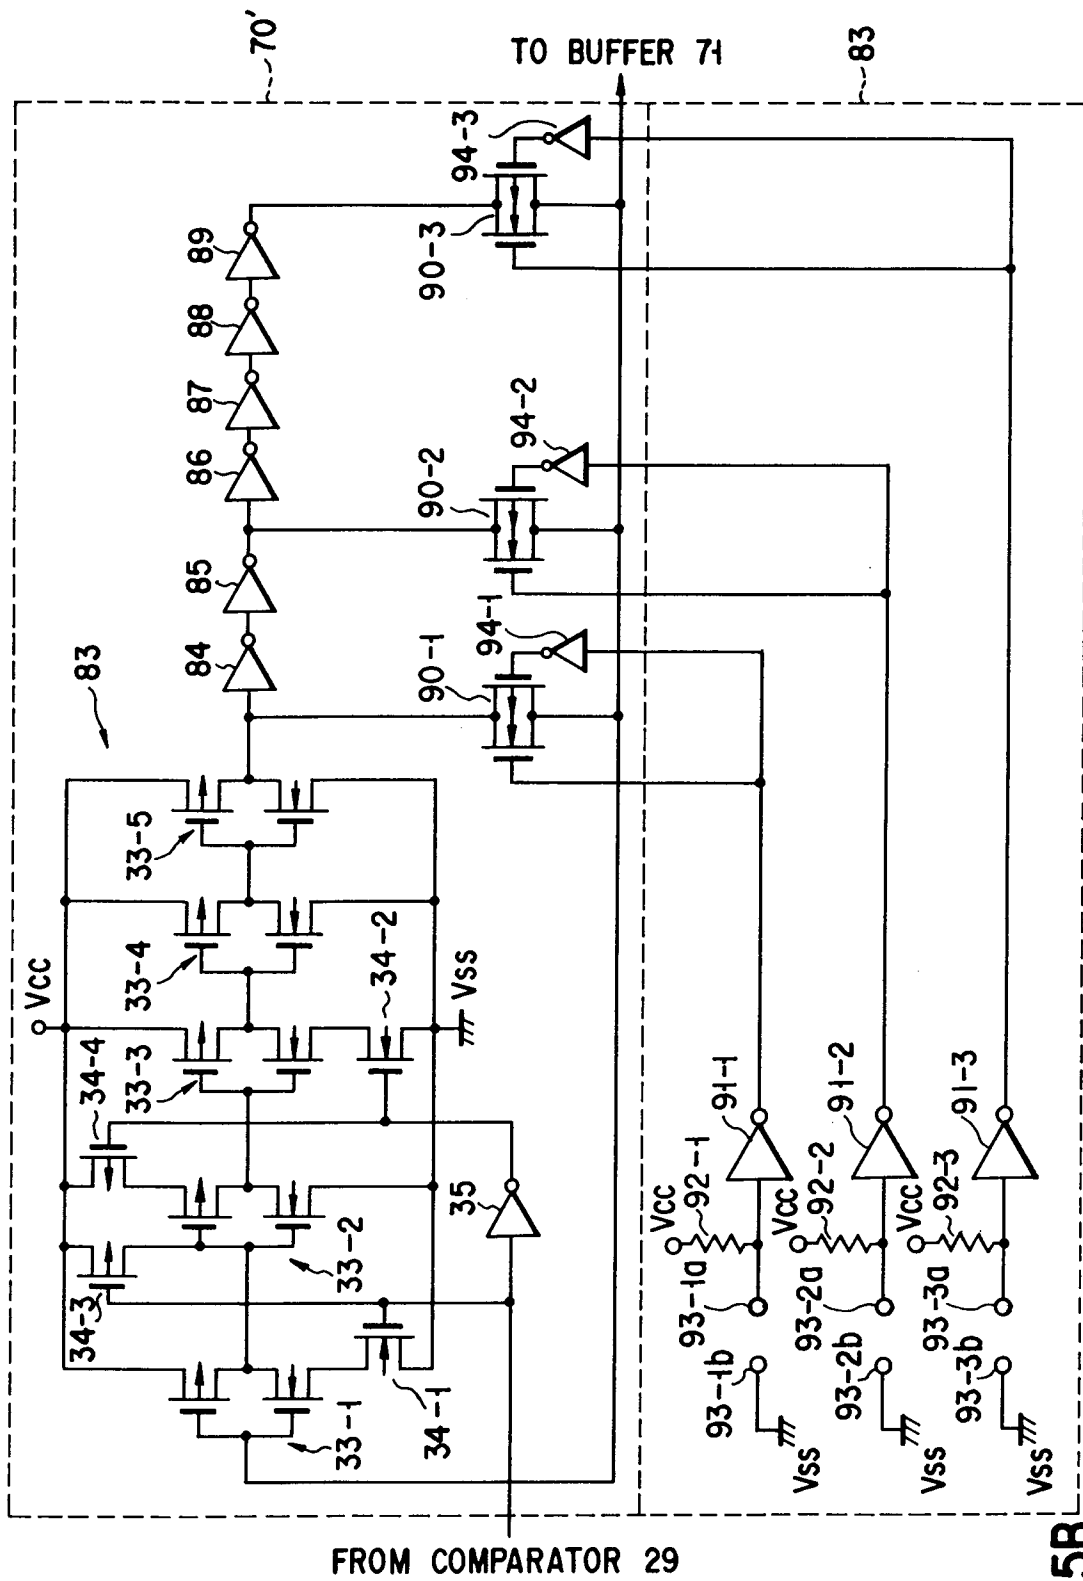 70'
TO BUFFER 71
83
94-3
90-3
89
88
87
86
94-2
90-2
85
84
94-1
90-1
83
33-5
33-4
34-2
Vcc
33-3
Vss
34-4
35
34-3
33-2
34-1
33-1
FROM COMPARATOR 29
91-1
91-2
91-3
Vcc
92-1
Vcc
92-2
Vcc
92-3
93-1a
93-2a
93-3a
93-1b
93-2b
93-3b
Vss
Vss
Vss
5B